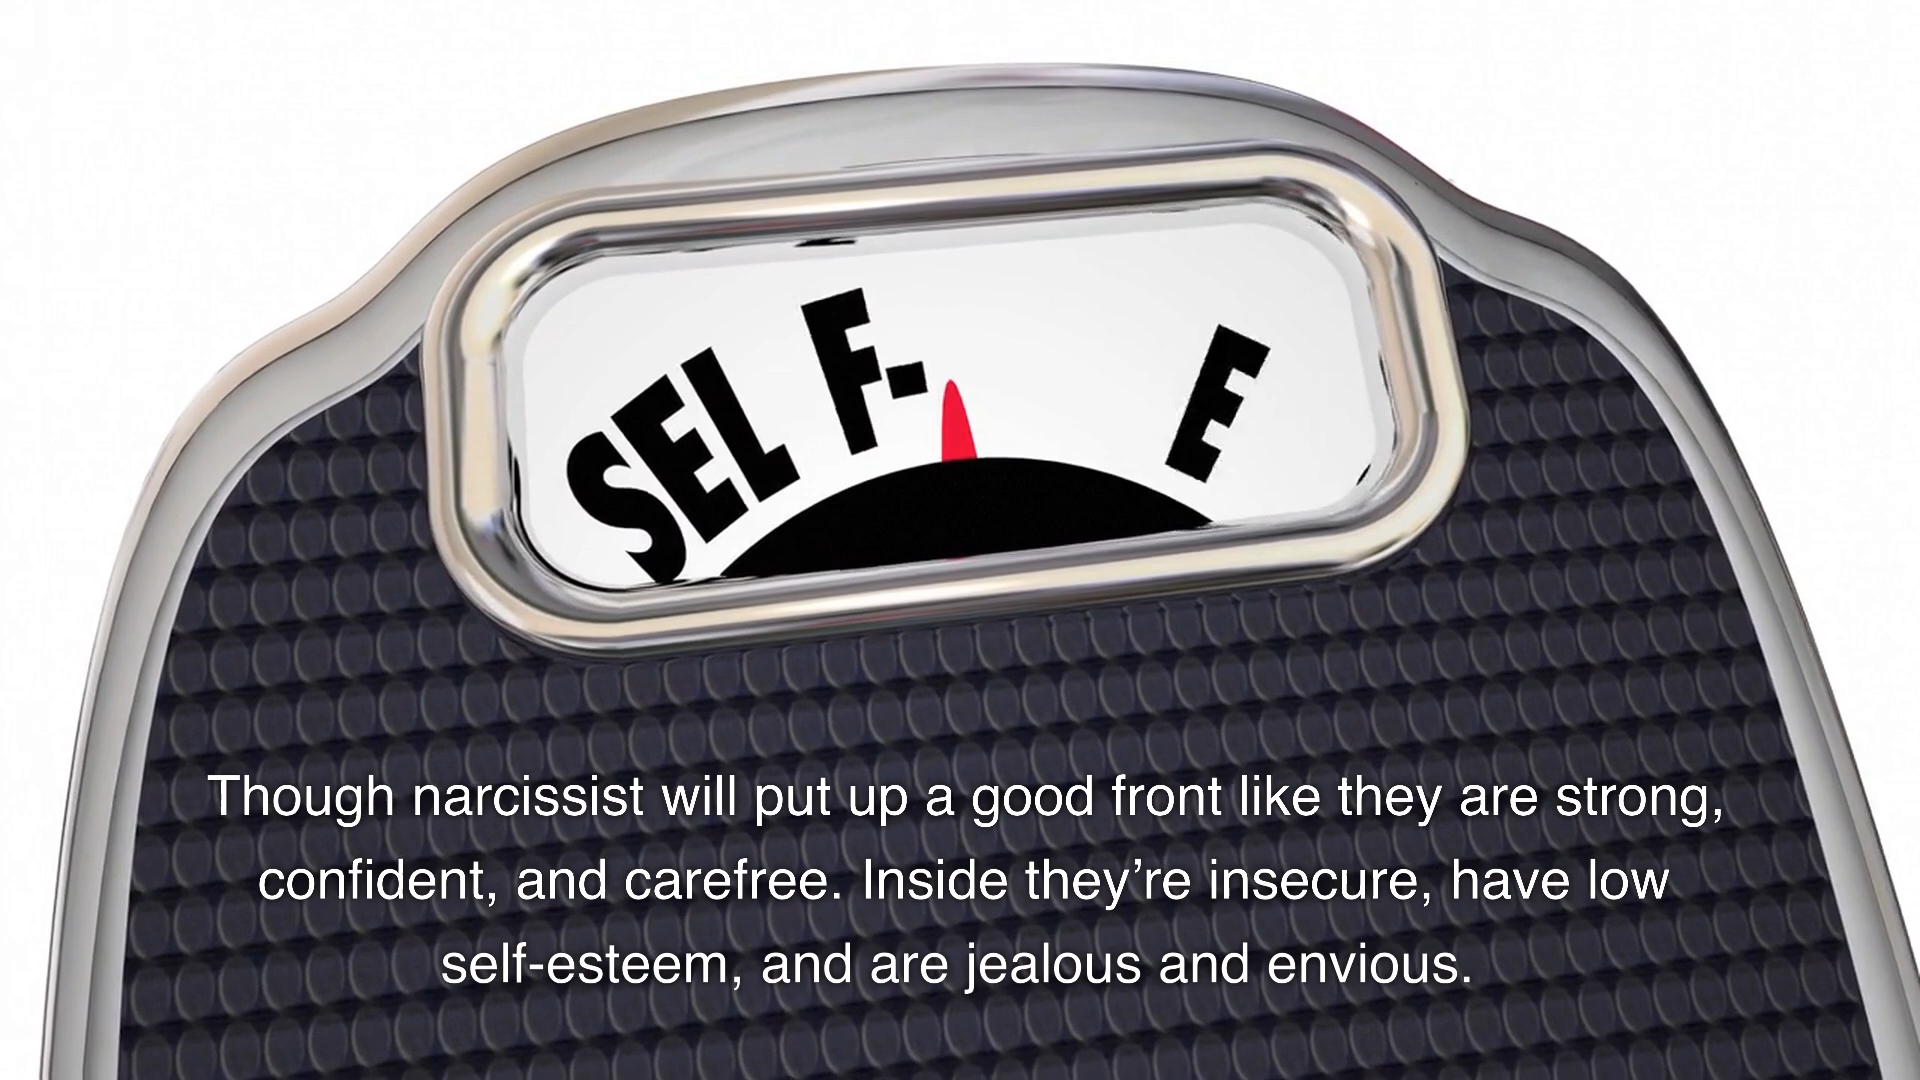 SEL F- E
Though narcissist will put up a good front like they are strong,
confident, and carefree. Inside they’re insecure, have low
self-esteem, and are jealous and envious.